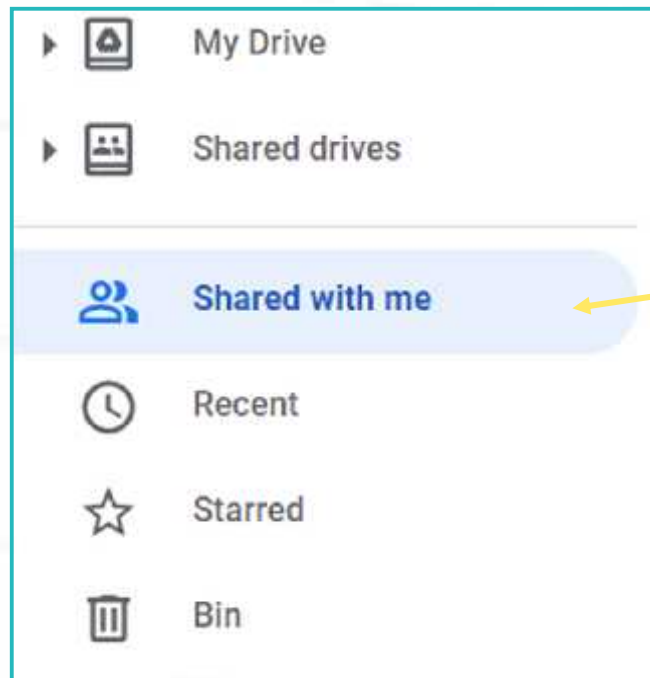 My Drive
Shared drives
Shared with me
Recent
Starred
Bin